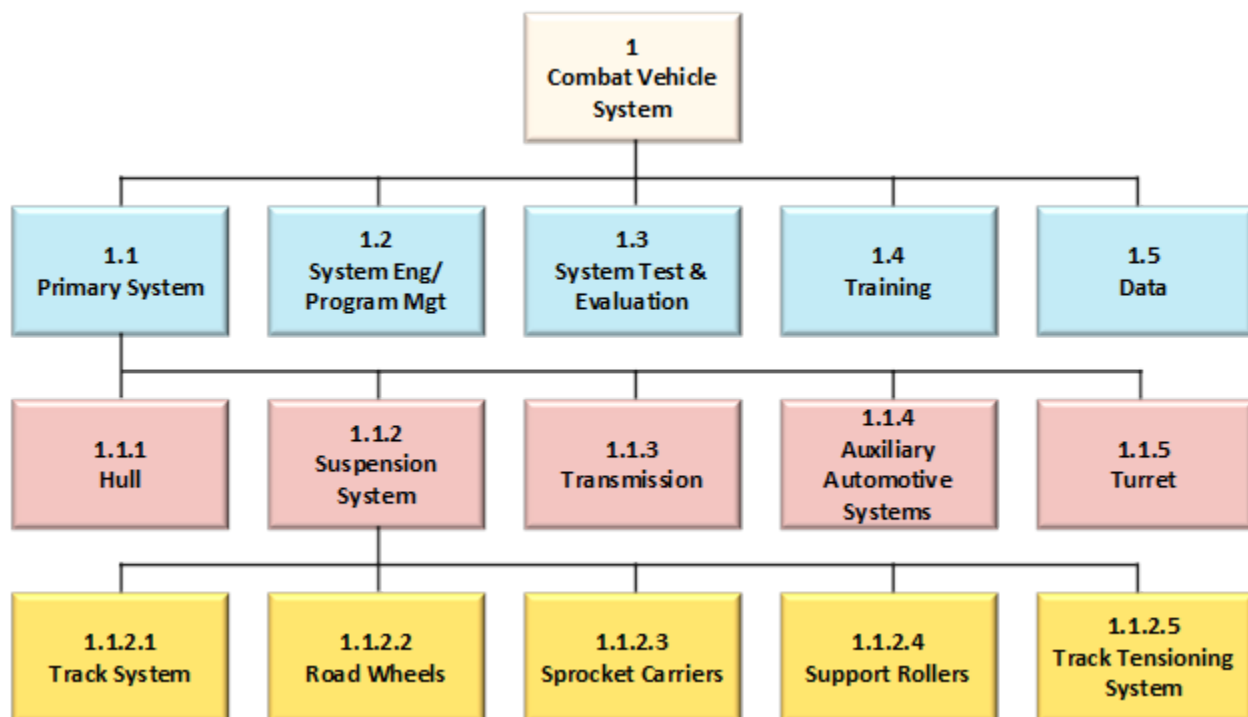 1
Combat Vehicle
System
1.1
Primary System
1.2
System Eng/
Program Mgt
1.3
System Test &
Evaluation
1.4
Training
1.5
Data
1.1.1
Hull
1.1.2
Suspension
System
1.1.3
Transmission
1.1.4
Auxiliary
Automotive
Systems
1.1.5
Turret
1.1.2.1
Track System
1.1.2.2
Road Wheels
1.1.2.3
Sprocket Carriers
1.1.2.4
Support Rollers
1.1.2.5
Track Tensioning
System